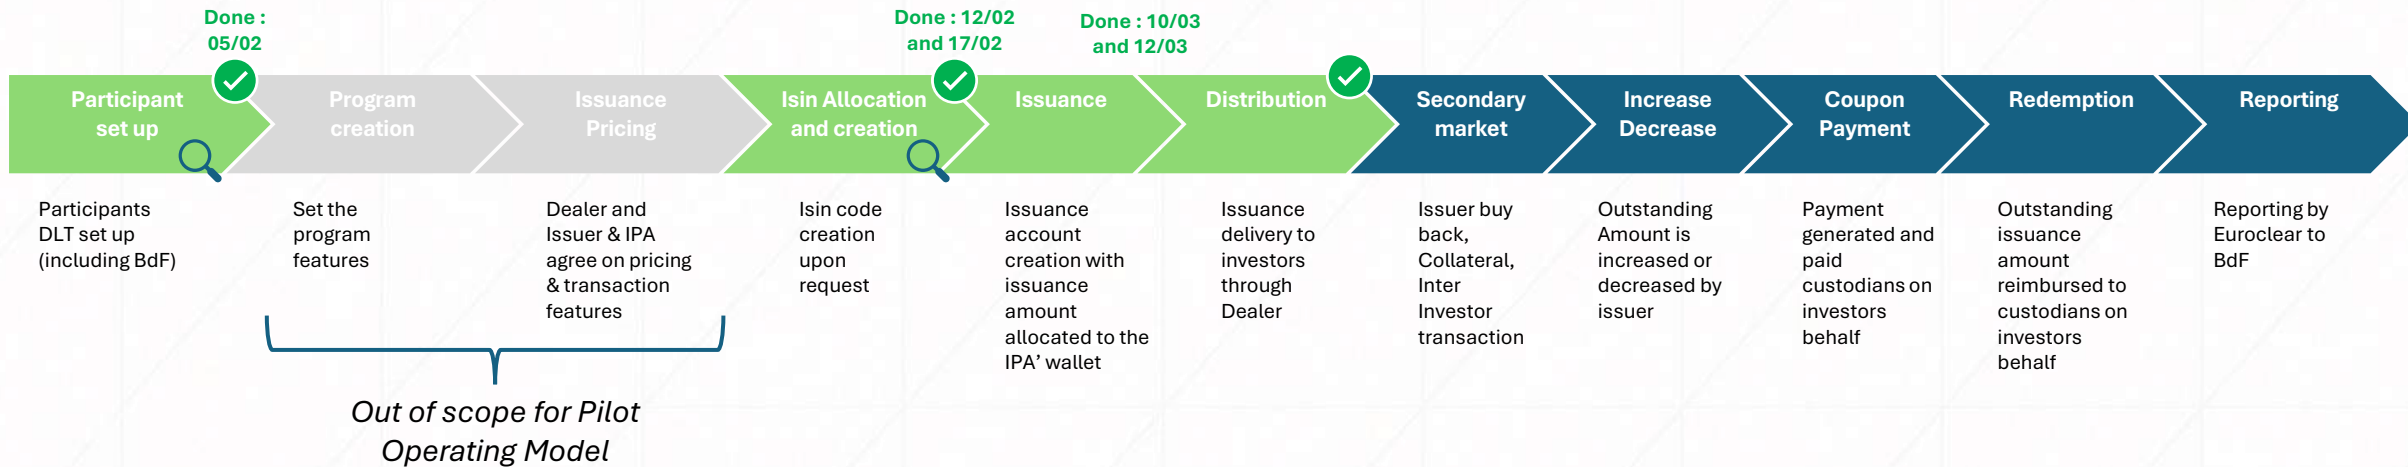 Done :
05/02
Done : 12/02
and 17/02
Done : 10/03
and 12/03
Participant
set up
Program
creation
Issuance
Pricing
Isin Allocation
and creation
Issuance
Distribution
Secondary
market
Increase
Decrease
Coupon
Payment
Redemption
Reporting
Participants
DLT set up
(including BdF)
Set the
program
features
Dealer and
Issuer & IPA
agree on pricing
& transaction
features
Isin code
creation
upon
request
Issuance
account
creation with
issuance
amount
allocated to the
IPA’ wallet
Issuance
delivery to
investors
through
Dealer
Issuer buy
back,
Collateral,
Inter
Investor
transaction
Outstanding
Amount is
increased or
decreased by
issuer
Payment
generated and
paid
custodians on
investors
behalf
Outstanding
issuance
amount
reimbursed to
custodians on
investors
behalf
Reporting by
Euroclear to
BdF
Out of scope for Pilot
Operating Model